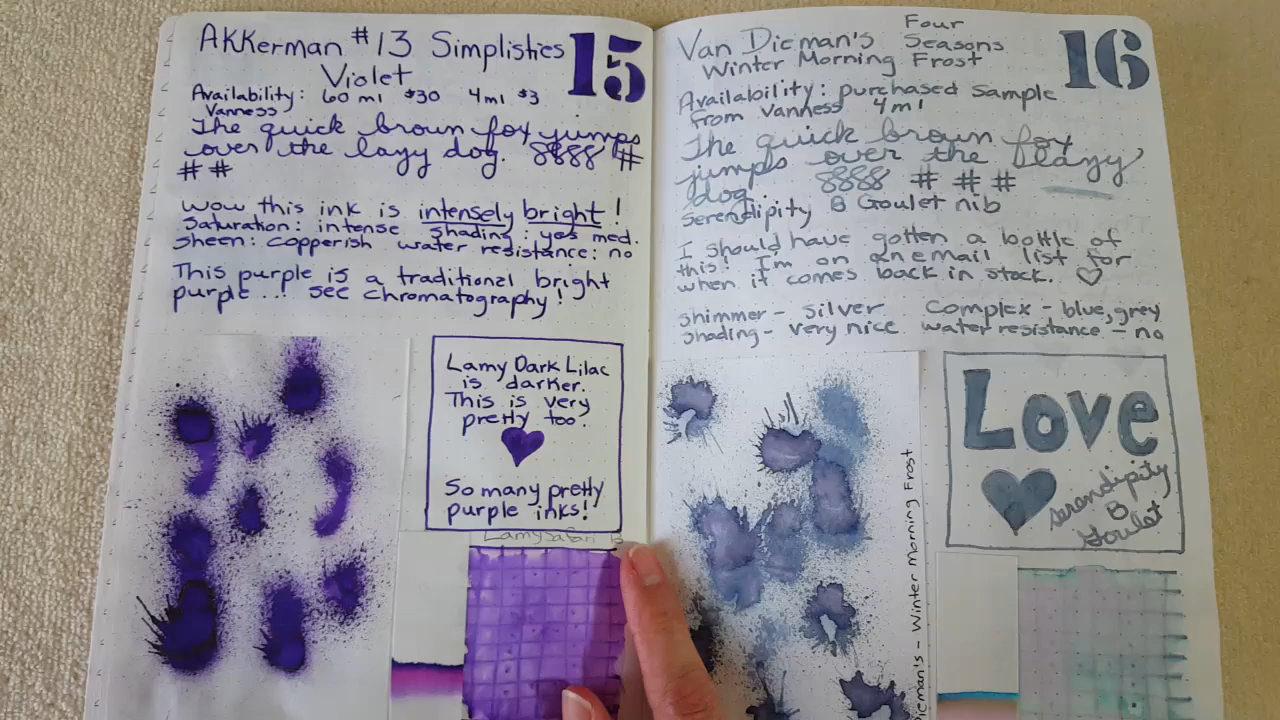 AKKerman #13 Simplisties
Violet
15
Availability: 60 ml $30 4ml $3
Vanness
The quick brown fox jumps
over the lazy dog. 8888 #
# #
Wow this ink is intensely bright!
Saturation: intense shading: yes med.
Sheen: copperish water resistance: no
This purple is a traditional bright
purple... see chromatography!
Lamy Dark Lilac
is darker.
This is very
pretty too!
So many pretty
purple inks!
Lamy Safari B
Van Dieman's Four
Seasons
Winter Morning Frost
16
Availability: purchased sample
from Vanness 4ml
The quick brown fox
jumps over the lazy
dog. 8888 # # #
Serendipity B Goulet nib
I should have gotten a bottle of
this! I'm on an email list for
when it comes back in stock. ♡
shimmer - silver Complex - blue, grey
shading - very nice water resistance - no
Love
Serendipity
B
Goulet
Dieman's - Winter Morning Frost